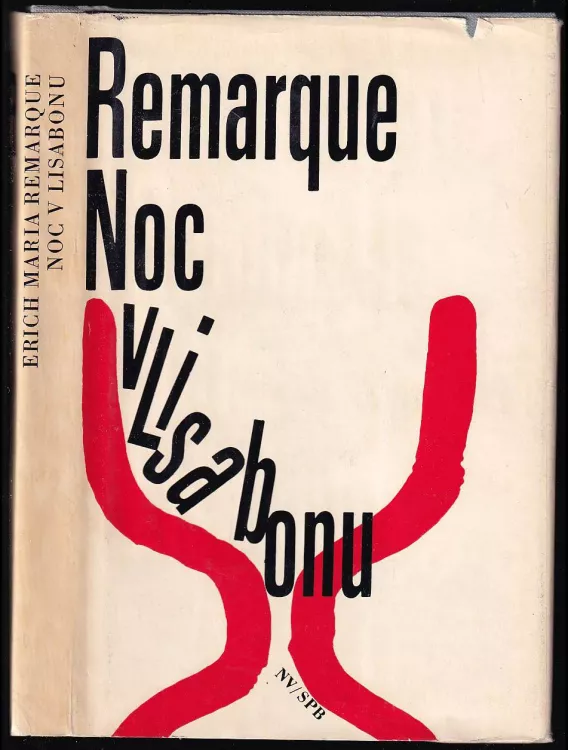 ERICH MARIA REMARQUE
NOC V LISABONU
Remarque
Noc
v Lisabonu
NV/SPB